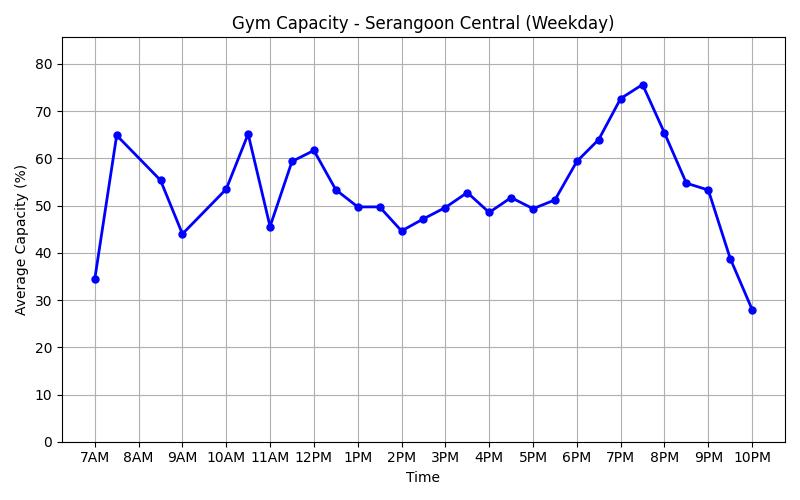 Gym Capacity - Serangoon Central (Weekday)
Average Capacity (%)
80
70
60
50
40
30
20
10
0
7AM 8AM 9AM 10AM 11AM 12PM 1PM 2PM 3PM 4PM 5PM 6PM 7PM 8PM 9PM 10PM
Time